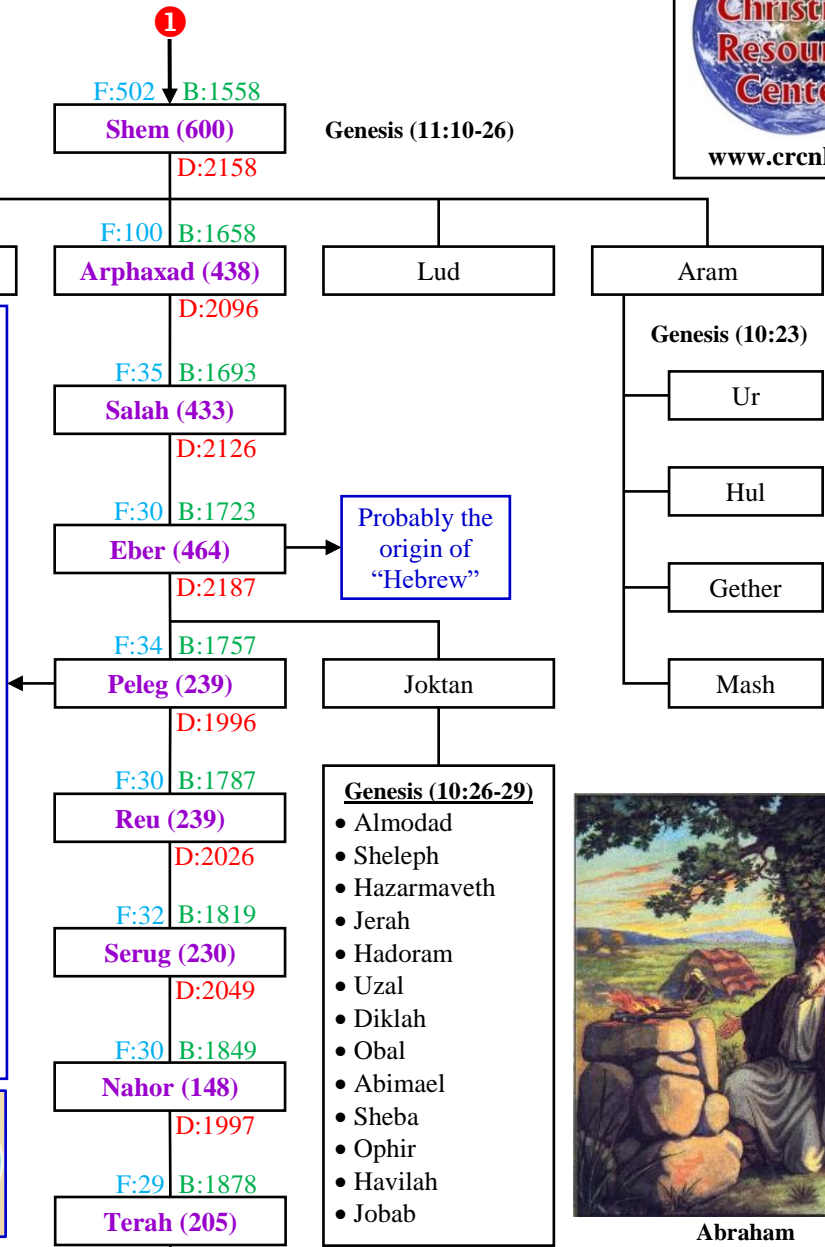 1
Christi
Resour
Cente
www.crcnl
F:502 B:1558
Shem (600)
Genesis (11:10-26)
D:2158
F:100 B:1658
Arphaxad (438)
Lud
Aram
D:2096
Genesis (10:23)
F:35 B:1693
Salah (433)
D:2126
Ur
Hul
F:30 B:1723
Eber (464)
D:2187
Probably the
origin of
“Hebrew”
Gether
F:34 B:1757
Peleg (239)
Joktan
Mash
D:1996
F:30 B:1787
Reu (239)
D:2026
F:32 B:1819
Serug (230)
D:2049
F:30 B:1849
Nahor (148)
D:1997
F:29 B:1878
Terah (205)
Genesis (10:26-29)
• Almodad
• Sheleph
• Hazarmaveth
• Jerah
• Hadoram
• Uzal
• Diklah
• Obal
• Abimael
• Sheba
• Ophir
• Havilah
• Jobab
Abraham